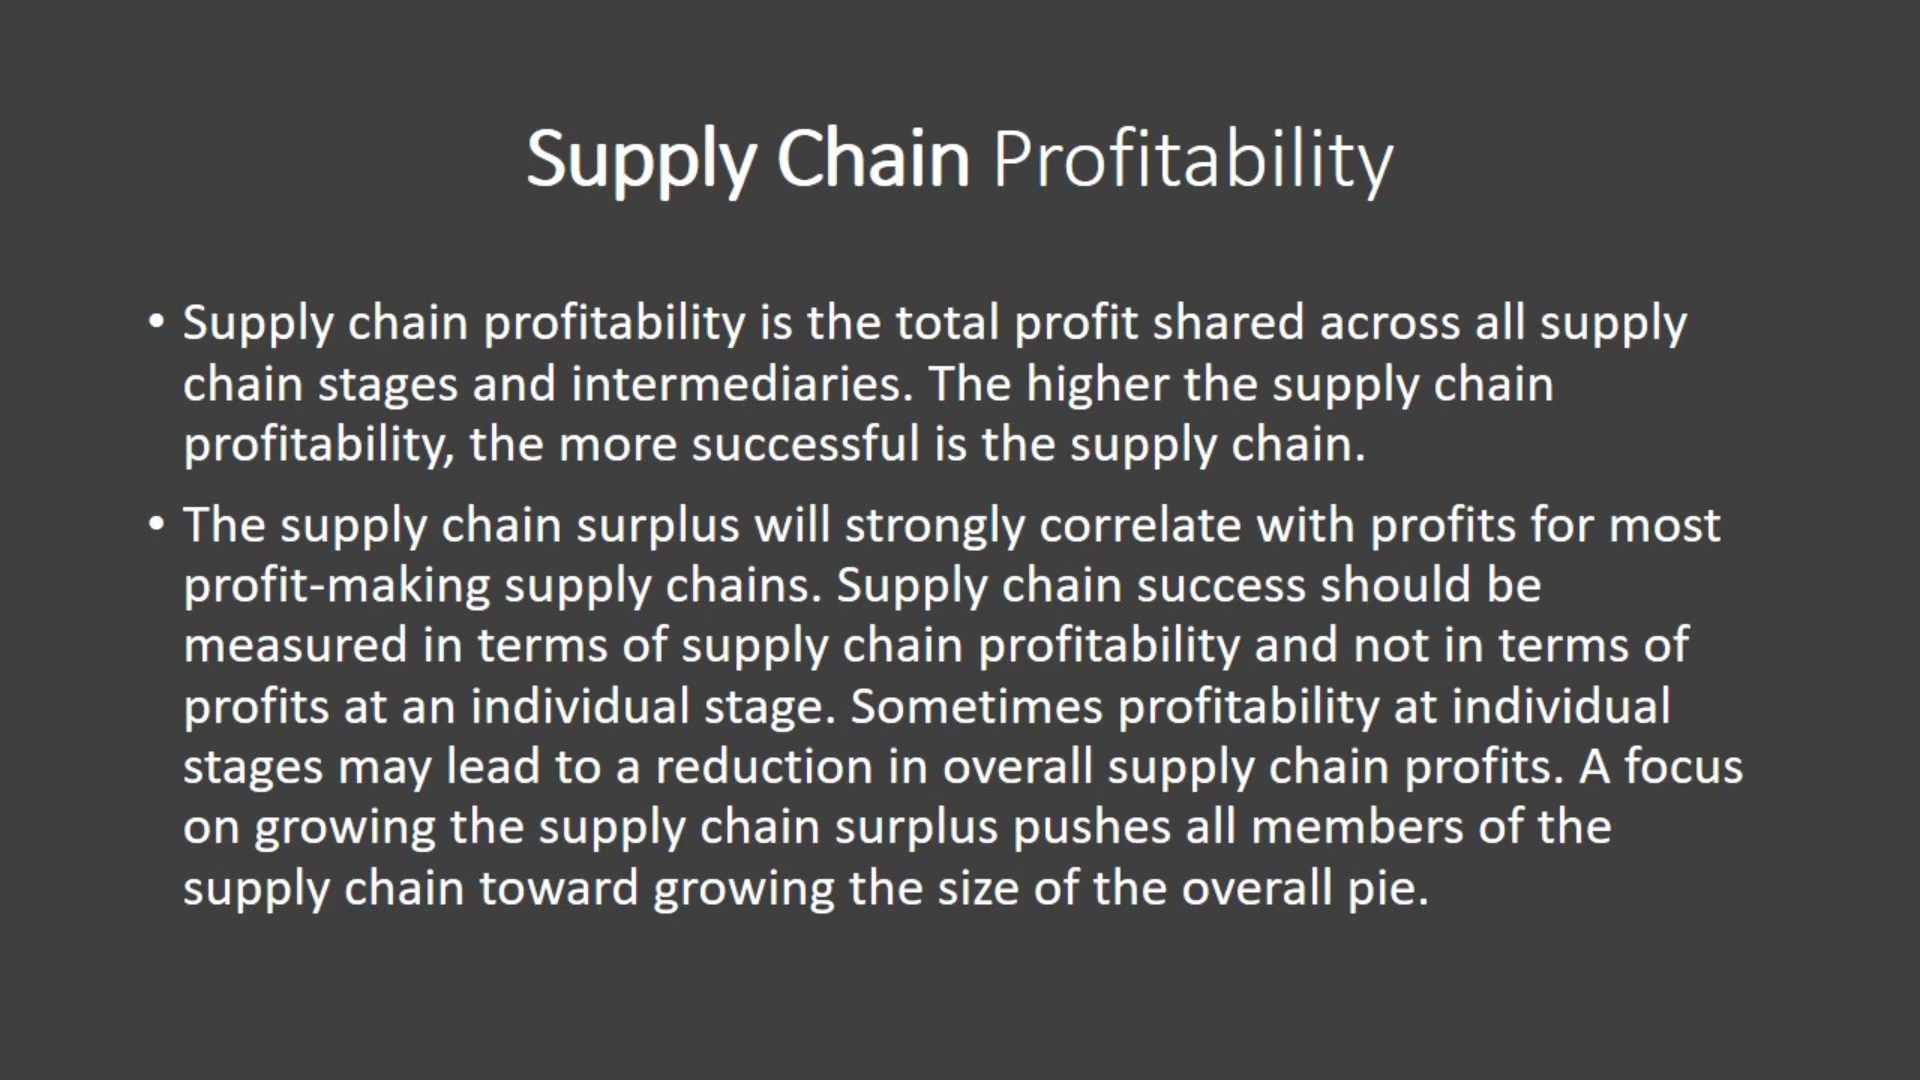 Supply Chain Profitability
• Supply chain profitability is the total profit shared across all supply
chain stages and intermediaries. The higher the supply chain
profitability, the more successful is the supply chain.
• The supply chain surplus will strongly correlate with profits for most
profit-making supply chains. Supply chain success should be
measured in terms of supply chain profitability and not in terms of
profits at an individual stage. Sometimes profitability at individual
stages may lead to a reduction in overall supply chain profits. A focus
on growing the supply chain surplus pushes all members of the
supply chain toward growing the size of the overall pie.